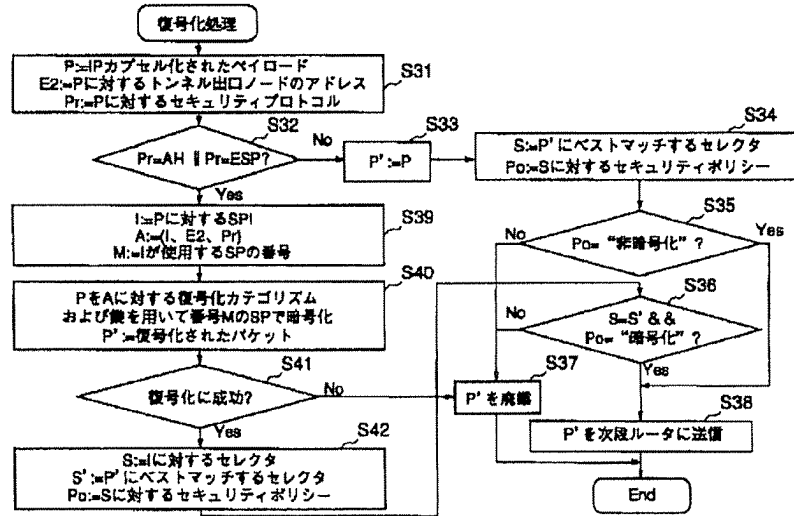 復号化処理
P:=IPカプセル化されたペイロード
E2:=Pに対するトンネル出口ノードのアドレス
Pr:=Pに対するセキュリティプロトコル
S31
S32
Pr=AH || Pr=ESP?
No
Yes
S33
P':=P
S34
S:=P'にベストマッチするセレクタ
Po:=Sに対するセキュリティポリシー
S35
Po= “非暗号化” ?
No
Yes
S39
I:=Pに対するSPI
A:={I、E2、Pr}
M:=Iが使用するSPの番号
S40
PをAに対する復号化カテゴリズム
および鍵を用いて番号MのSPで暗号化
P':=復号化されたパケット
S36
S=S' & &
Po= “暗号化” ?
No
Yes
S41
復号化に成功?
No
Yes
S37
P'を廃棄
S38
P'を次段ルータに送信
S42
S:=Iに対するセレクタ
S':=P'にベストマッチするセレクタ
Po:=Sに対するセキュリティポリシー
End